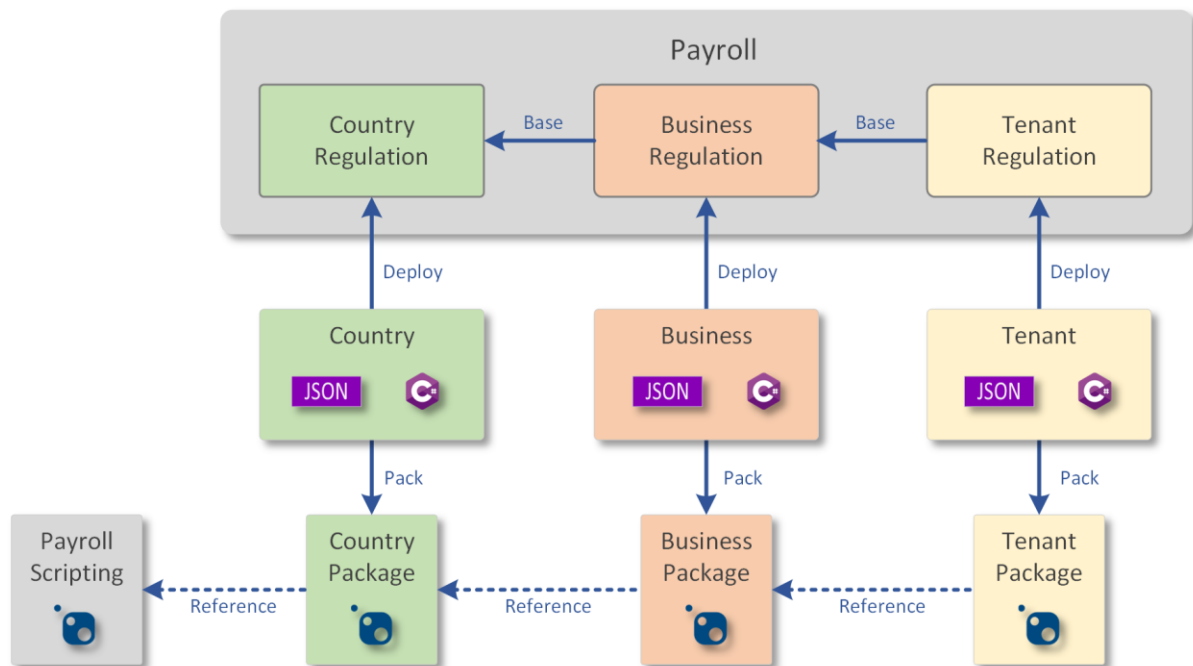 Payroll
Country
Regulation
Base
Business
Regulation
Base
Tenant
Regulation
Deploy
Deploy
Deploy
Country
JSON
C#
Business
JSON
C#
Tenant
JSON
C#
Pack
Pack
Pack
Payroll
Scripting
Reference
Country
Package
Reference
Business
Package
Reference
Tenant
Package